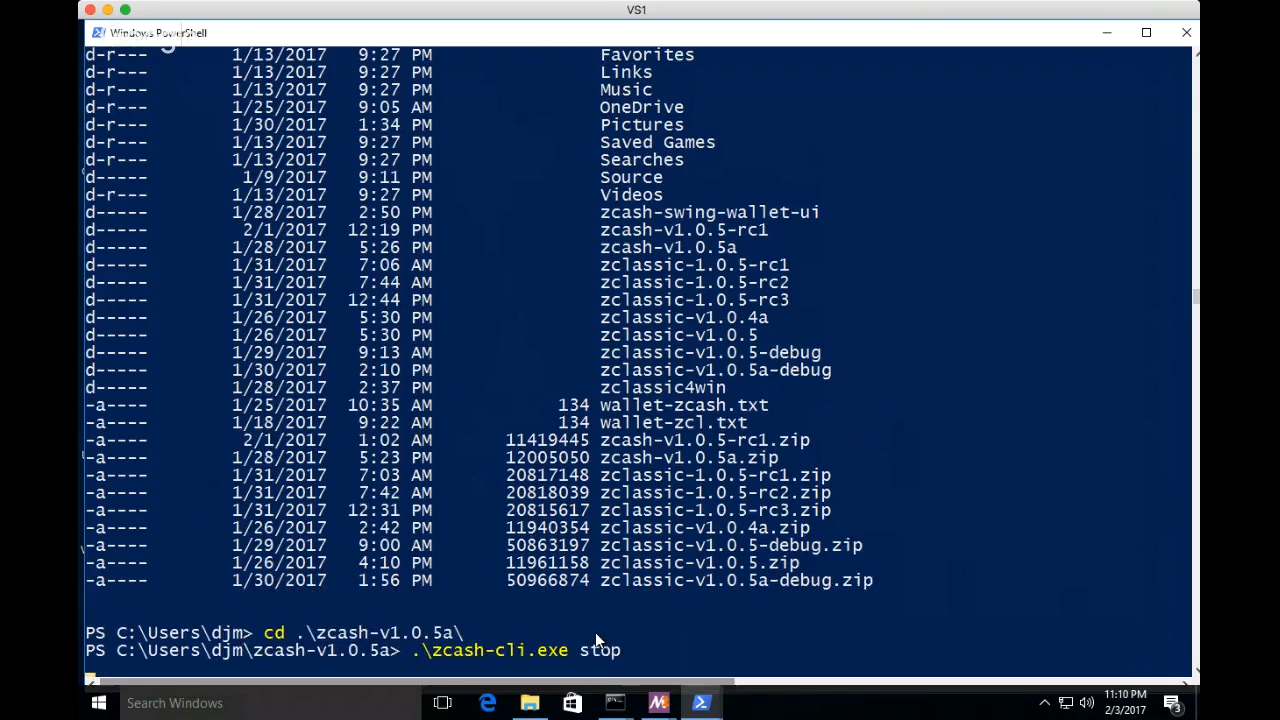 VS1
Windows PowerShell
d-r--- 1/13/2017 9:27 PM Favorites
d-r--- 1/13/2017 9:27 PM Links
d-r--- 1/13/2017 9:27 PM Music
d-r--- 1/25/2017 9:05 AM OneDrive
d-r--- 1/30/2017 1:34 PM Pictures
d-r--- 1/13/2017 9:27 PM Saved Games
d-r--- 1/13/2017 9:27 PM Searches
d----- 1/9/2017 9:11 PM Source
d-r--- 1/13/2017 9:27 PM Videos
d----- 1/28/2017 2:50 PM zcash-swing-wallet-ui
d----- 2/1/2017 12:19 PM zcash-v1.0.5-rc1
d----- 1/28/2017 5:26 PM zcash-v1.0.5a
d----- 1/31/2017 7:06 AM zclassic-1.0.5-rc1
d----- 1/31/2017 7:44 AM zclassic-1.0.5-rc2
d----- 1/31/2017 12:44 PM zclassic-1.0.5-rc3
d----- 1/26/2017 5:30 PM zclassic-v1.0.4a
d----- 1/26/2017 5:30 PM zclassic-v1.0.5
d----- 1/29/2017 9:13 AM zclassic-v1.0.5-debug
d----- 1/30/2017 2:10 PM zclassic-v1.0.5a-debug
d----- 1/28/2017 2:37 PM zclassic4win
-a---- 1/25/2017 10:35 AM 134 wallet-zcash.txt
-a---- 1/18/2017 9:22 AM 134 wallet-zcl.txt
-a---- 2/1/2017 1:02 AM 11419445 zcash-v1.0.5-rc1.zip
-a---- 1/28/2017 5:23 PM 12005050 zcash-v1.0.5a.zip
-a---- 1/31/2017 7:03 AM 20817148 zclassic-1.0.5-rc1.zip
-a---- 1/31/2017 7:42 AM 20818039 zclassic-1.0.5-rc2.zip
-a---- 1/31/2017 12:31 PM 20815617 zclassic-1.0.5-rc3.zip
-a---- 1/26/2017 2:42 PM 11940354 zclassic-v1.0.4a.zip
-a---- 1/29/2017 9:00 AM 50863197 zclassic-v1.0.5-debug.zip
-a---- 1/26/2017 4:10 PM 11961158 zclassic-v1.0.5.zip
-a---- 1/30/2017 1:56 PM 50966874 zclassic-v1.0.5a-debug.zip
PS C:\Users\djm> cd .\zcash-v1.0.5a\
PS C:\Users\djm\zcash-v1.0.5a> .\zcash-cli.exe stop
Search Windows
11:10 PM
2/3/2017
3